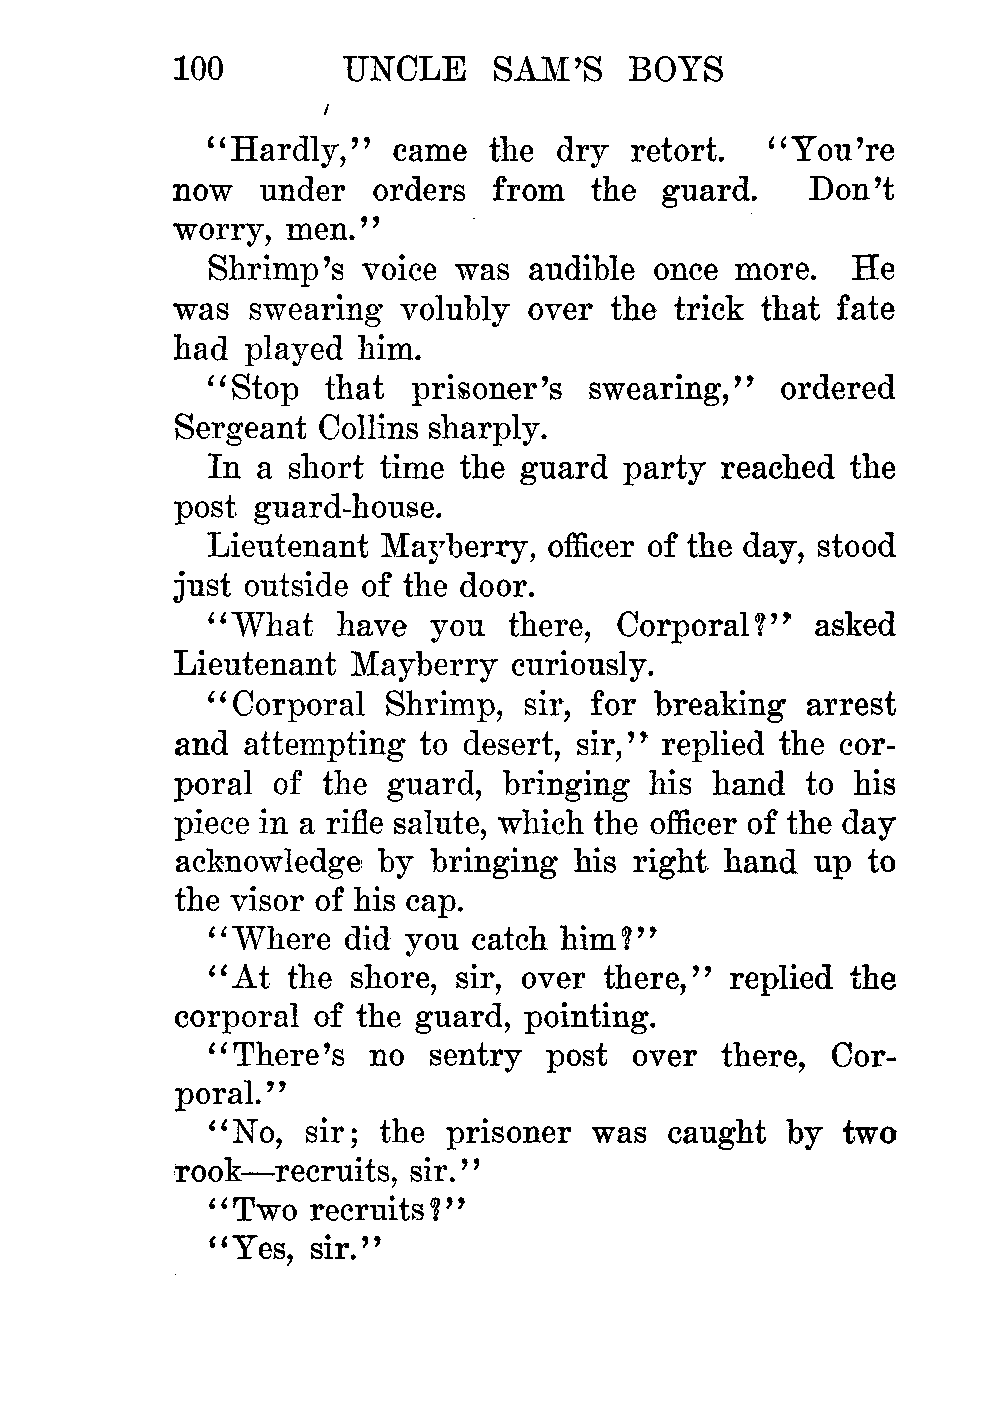 100 UNCLE SAM'S BOYS
"Hardly," came the dry retort. "You're
now under orders from the guard. Don't
worry, men."
Shrimp's voice was audible once more. He
was swearing volubly over the trick that fate
had played him.
"Stop that prisoner's swearing," ordered
Sergeant Collins sharply.
In a short time the guard party reached the
post guard-house.
Lieutenant Mayberry, officer of the day, stood
just outside of the door.
"What have you there, Corporal?" asked
Lieutenant Mayberry curiously.
"Corporal Shrimp, sir, for breaking arrest
and attempting to desert, sir," replied the cor-
poral of the guard, bringing his hand to his
piece in a rifle salute, which the officer of the day
acknowledge by bringing his right hand up to
the visor of his cap.
"Where did you catch him?"
"At the shore, sir, over there," replied the
corporal of the guard, pointing.
"There's no sentry post over there, Cor-
poral."
"No, sir; the prisoner was caught by two
rook—recruits, sir."
"Two recruits?"
"Yes, sir."